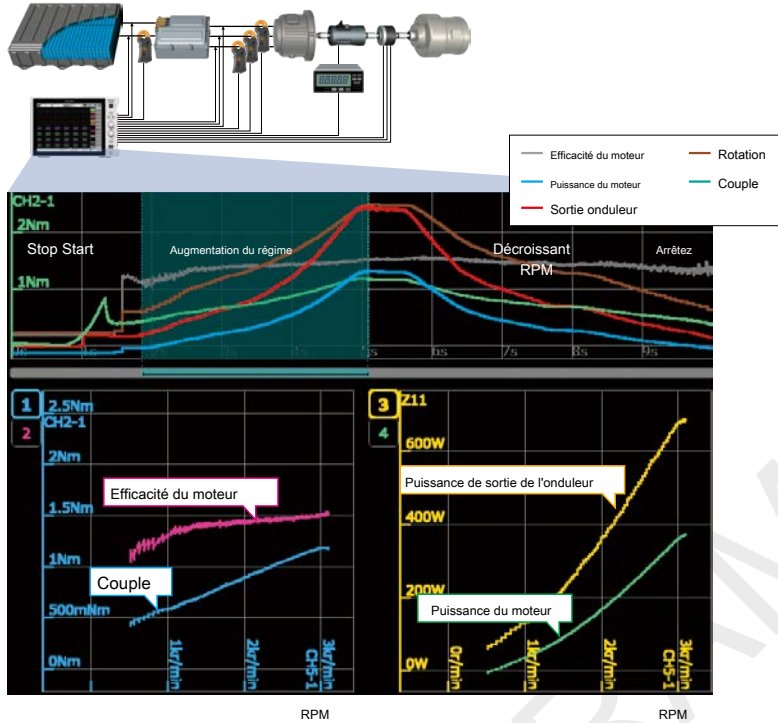 Efficacité du moteur
Rotation
Puissance du moteur
Couple
Sortie onduleur
CH2-1
2Nm
Stop Start
Augmentation du régime
Décroissant
RPM
Arrêtez
1Nm
6s
7s
8s
9s
1
2.5Nm
2
CH2-1
2Nm
Efficacité du moteur
1.5Nm
1Nm
Couple
500mNm
0Nm
1kr/min
2kr/min
3kr/min
CH5-1
RPM
3
Z11
4
600W
Puissance de sortie de l'onduleur
400W
200W
Puissance du moteur
0W
0r/min
1kr/min
2kr/min
3kr/min
CH5-1
RPM